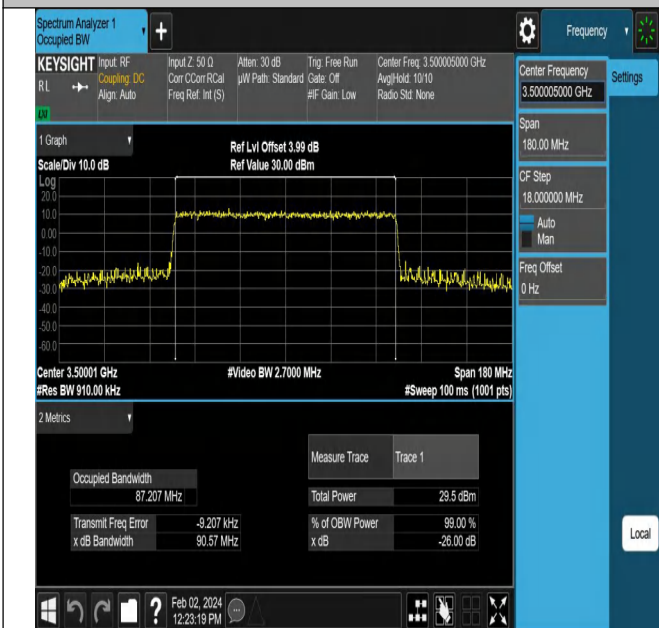 Spectrum Analyzer 1
Occupied BW
Frequency
KEYSIGHT
RL
Input: RF
Coupling: DC
Align: Auto
Input Z: 50 Ω
Corr CCorr RCal
Freq Ref: Int (S)
Atten: 30 dB
µW Path: Standard
Trig: Free Run
Gate: Off
#IF Gain: Low
Center Freq: 3.500005000 GHz
Avg|Hold: 10/10
Radio Std: None
Center Frequency
3.500005000 GHz
Settings
Span
180.00 MHz
CF Step
18.000000 MHz
Auto
Man
Freq Offset
0 Hz
1 Graph
Scale/Div 10.0 dB
Ref Lvl Offset 3.99 dB
Ref Value 30.00 dBm
Log
20.0
10.0
0.00
-10.0
-20.0
-30.0
-40.0
-50.0
-60.0
Center 3.50001 GHz
#Video BW 2.7000 MHz
Span 180 MHz
#Res BW 910.00 kHz
#Sweep 100 ms (1001 pts)
2 Metrics
Measure Trace Trace 1
Occupied Bandwidth
87.207 MHz
Total Power 29.5 dBm
Transmit Freq Error -9.207 kHz
% of OBW Power 99.00 %
x dB Bandwidth 90.57 MHz
x dB -26.00 dB
Local
?
Feb 02, 2024
12:23:19 PM